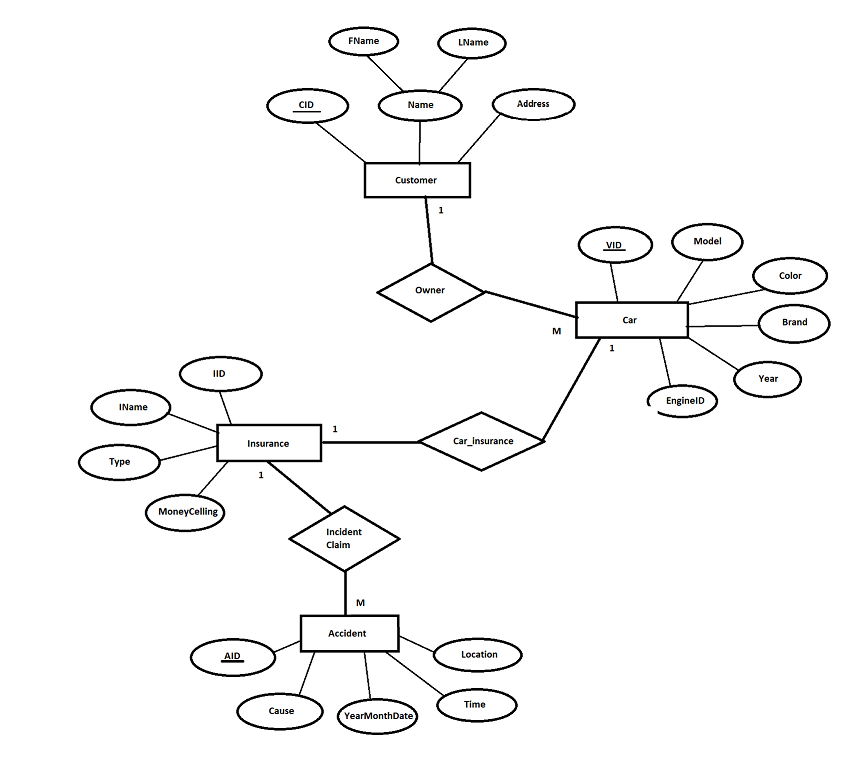 FName
LName
CID
Name
Address
Customer
1
Owner
VID
Model
Color
Brand
Year
EngineID
Car
M
1
IID
IName
Type
MoneyCelling
Insurance
1
Car_insurance
1
Incident
Claim
M
Accident
AID
Cause
YearMonthDate
Time
Location